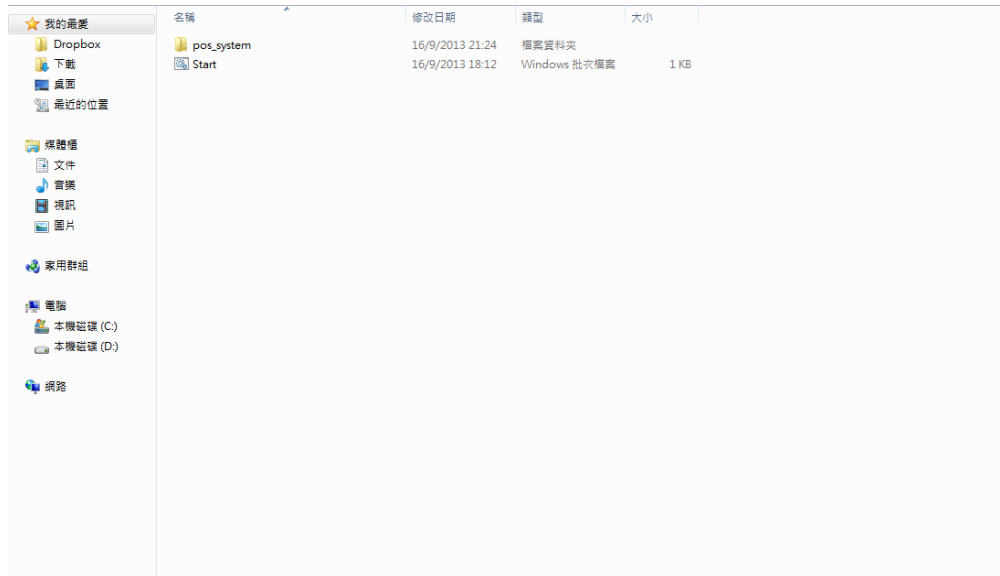 我的最愛
Dropbox
下載
桌面
最近的位置
媒體櫃
文件
音樂
視訊
圖片
家用群組
電腦
本機磁碟 (C:)
本機磁碟 (D:)
網路
名稱 修改日期 類型 大小
pos_system 16/9/2013 21:24 檔案資料夾
Start 16/9/2013 18:12 Windows 批次檔案 1 KB